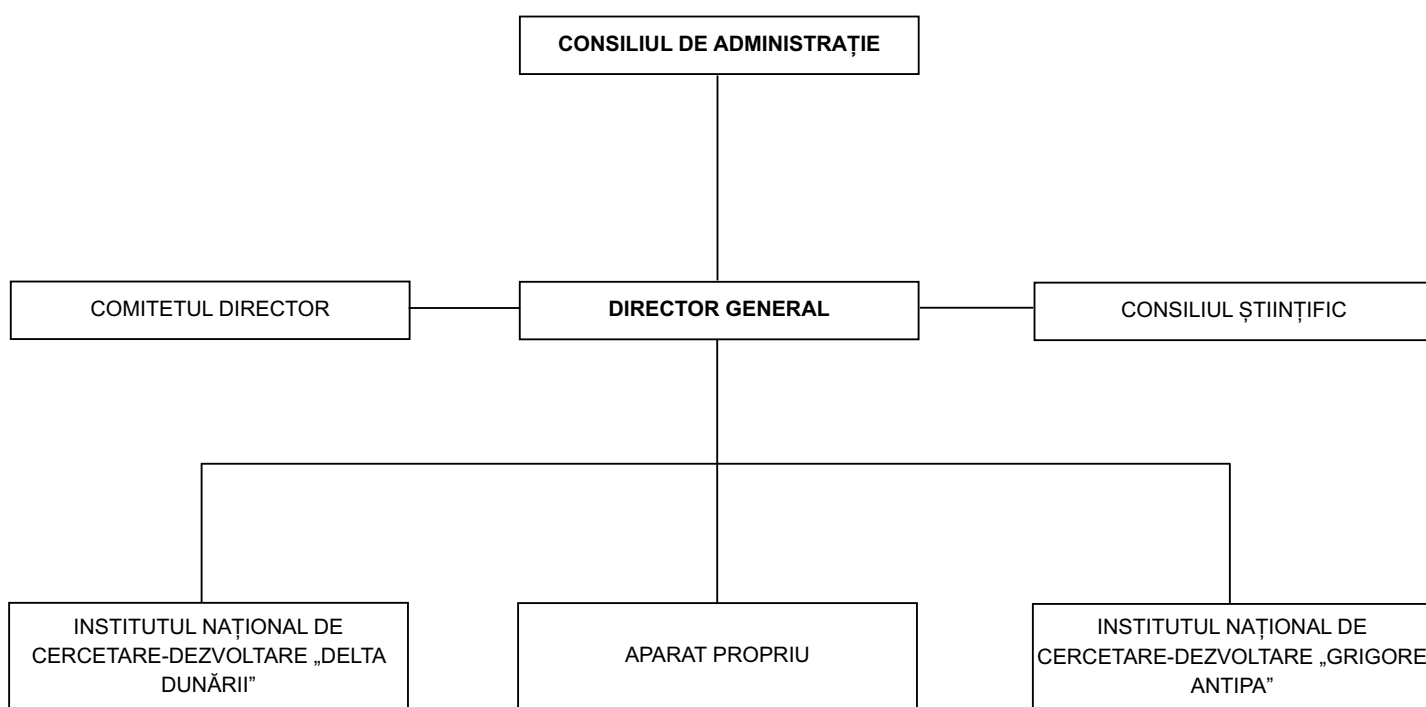 CONSILIUL DE ADMINISTRAȚIE
COMITETUL DIRECTOR
DIRECTOR GENERAL
CONSILIUL ȘTIINȚIFIC
INSTITUTUL NAȚIONAL DE
CERCETARE-DEZVOLTARE „DELTA
DUNĂRII”
APARAT PROPRIU
INSTITUTUL NAȚIONAL DE
CERCETARE-DEZVOLTARE „GRIGORE
ANTIPA”